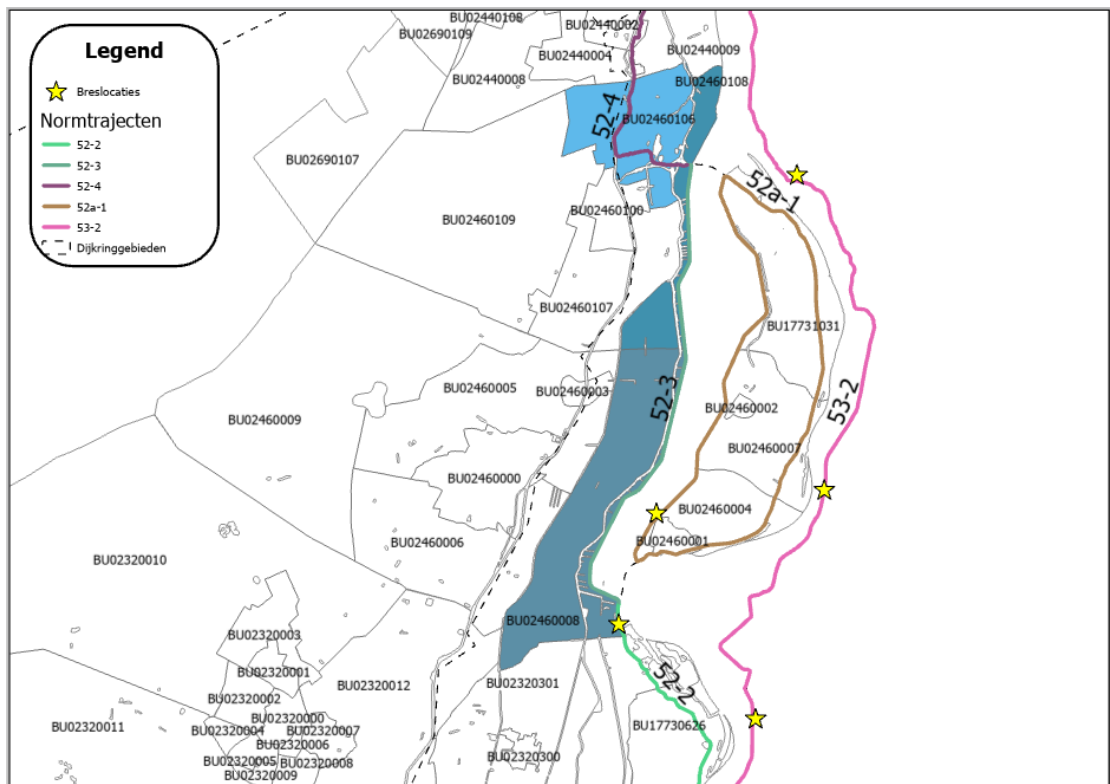 Legend
Breslocaties
Normtrajecten
52-2
52-3
52-4
52a-1
53-2
Dijkringgebieden
BU02440108
BU02440002
BU02690109
BU02440009
BU02440004
BU02440008
BU02460108
52-4
BU02460106
BU02690107
52a-1
BU02460109
BU02460100
BU02460107
BU17731031
BU02460005
BU02460003
52-3
53-2
BU02460002
BU02460009
BU02460007
BU02460000
BU02460004
BU02460006
BU02460001
BU02320010
BU02460008
BU02320003
BU02320001
BU02320012
BU02320301
52-2
BU02320002
BU02320000
BU02320011
BU02320004
BU02320007
BU17730626
BU02320006
BU02320300
BU02320005
BU02320008
BU02320009